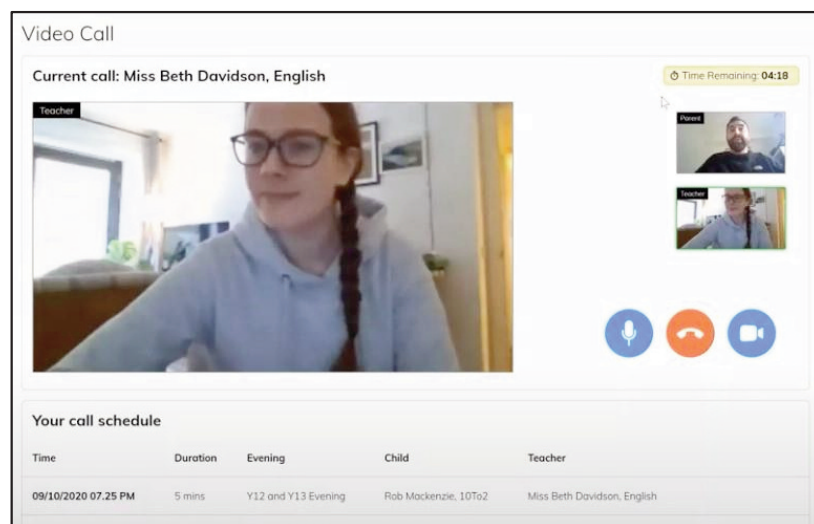 Video Call
Current call: Miss Beth Davidson, English
Time Remaining: 04:18
Teacher
Parent
Teacher
Your call schedule
Time Duration Evening Child Teacher
09/10/2020 07.25 PM 5 mins Y12 and Y13 Evening Rob Mackenzie, 10To2 Miss Beth Davidson, English